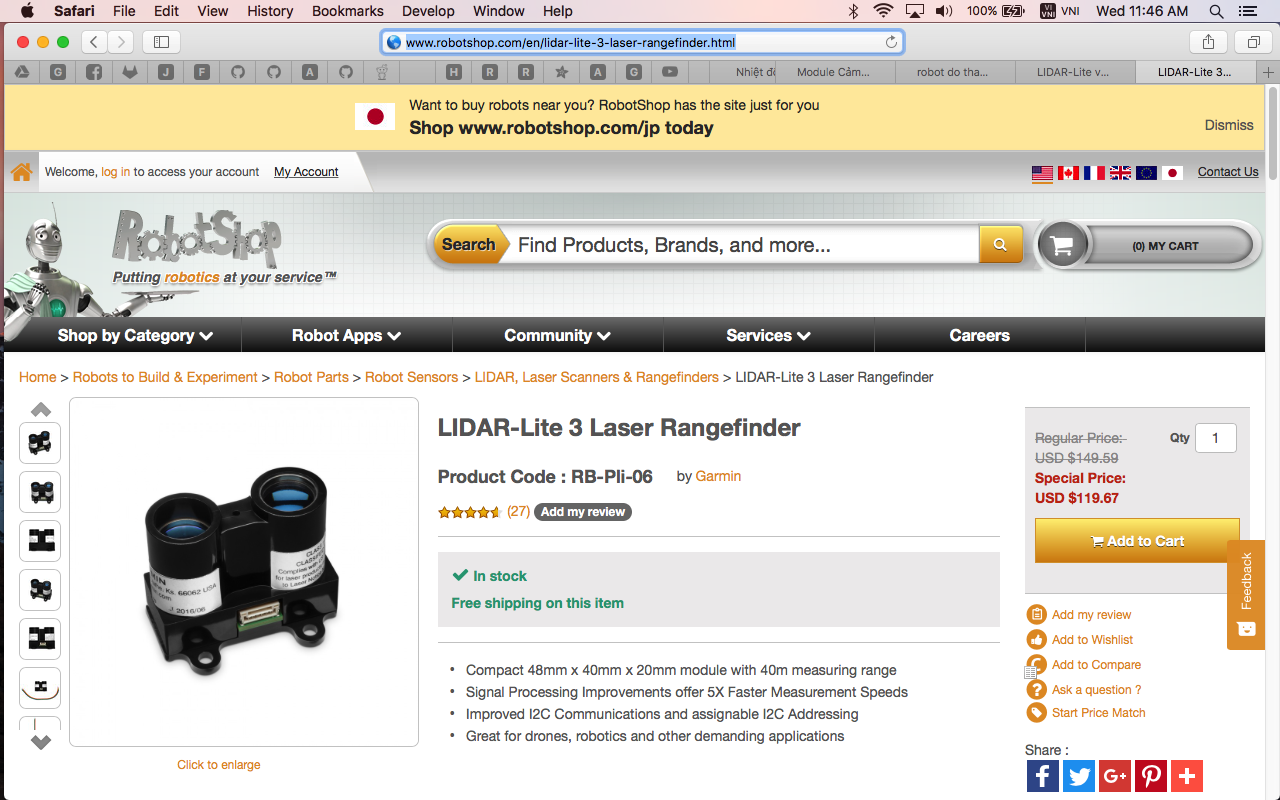 Safari File Edit View History Bookmarks Develop Window Help 100% VI VNI VNI Wed 11:46 AM
www.robotshop.com/en/lidar-lite-3-laser-rangefinder.html
G J F A H R R A G Nhiệt đ Module Cảm... robot do tha... LIDAR-Lite v... LIDAR-Lite 3...
Want to buy robots near you? RobotShop has the site just for you
Shop www.robotshop.com/jp today
Dismiss
Welcome, log in to access your account My Account
Contact Us
RobotShop
Putting robotics at your service™
Search Find Products, Brands, and more...
(0) MY CART
Shop by Category Robot Apps Community Services Careers
Home > Robots to Build & Experiment > Robot Parts > Robot Sensors > LIDAR, Laser Scanners & Rangefinders > LIDAR-Lite 3 Laser Rangefinder
LIDAR-Lite 3 Laser Rangefinder
Product Code : RB-Pli-06 by Garmin
(27) Add my review
In stock
Free shipping on this item
• Compact 48mm x 40mm x 20mm module with 40m measuring range
• Signal Processing Improvements offer 5X Faster Measurement Speeds
• Improved I2C Communications and assignable I2C Addressing
• Great for drones, robotics and other demanding applications
Click to enlarge
Regular Price:
USD $149.59
Qty 1
Special Price:
USD $119.67
Add to Cart
Feedback
Add my review
Add to Wishlist
Add to Compare
Ask a question ?
Start Price Match
Share :